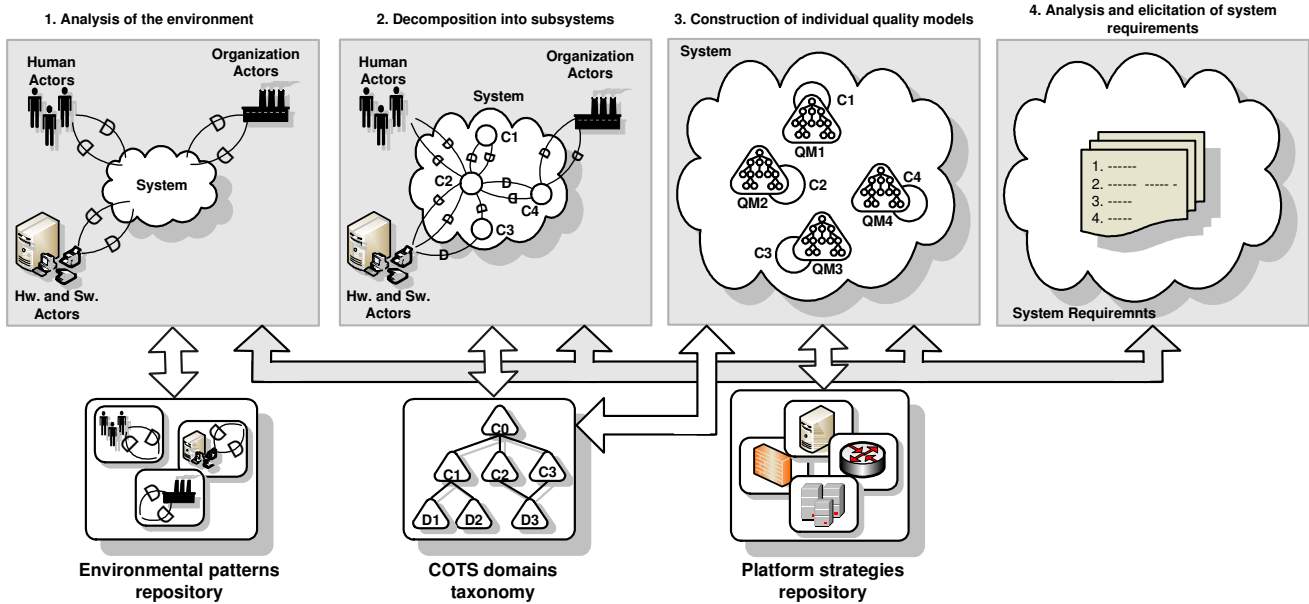 1. Analysis of the environment
2. Decomposition into subsystems
3. Construction of individual quality models
4. Analysis and elicitation of system
requirements
Human
Actors
Organization
Actors
D
D
D
D
System
D
D
Hw. and Sw.
Actors
Human
Actors
Organization
Actors
System
C1
C2
D
C4
C3
D
Hw. and Sw.
Actors
System
C1
QM1
C2
QM2
C4
QM4
C3
QM3
1. ------
2. ------ ----- -
3. -----
4. -----
System Requiremnts
C0
C1
C2
C3
D1
D2
D3
Environmental patterns
repository
COTS domains
taxonomy
Platform strategies
repository